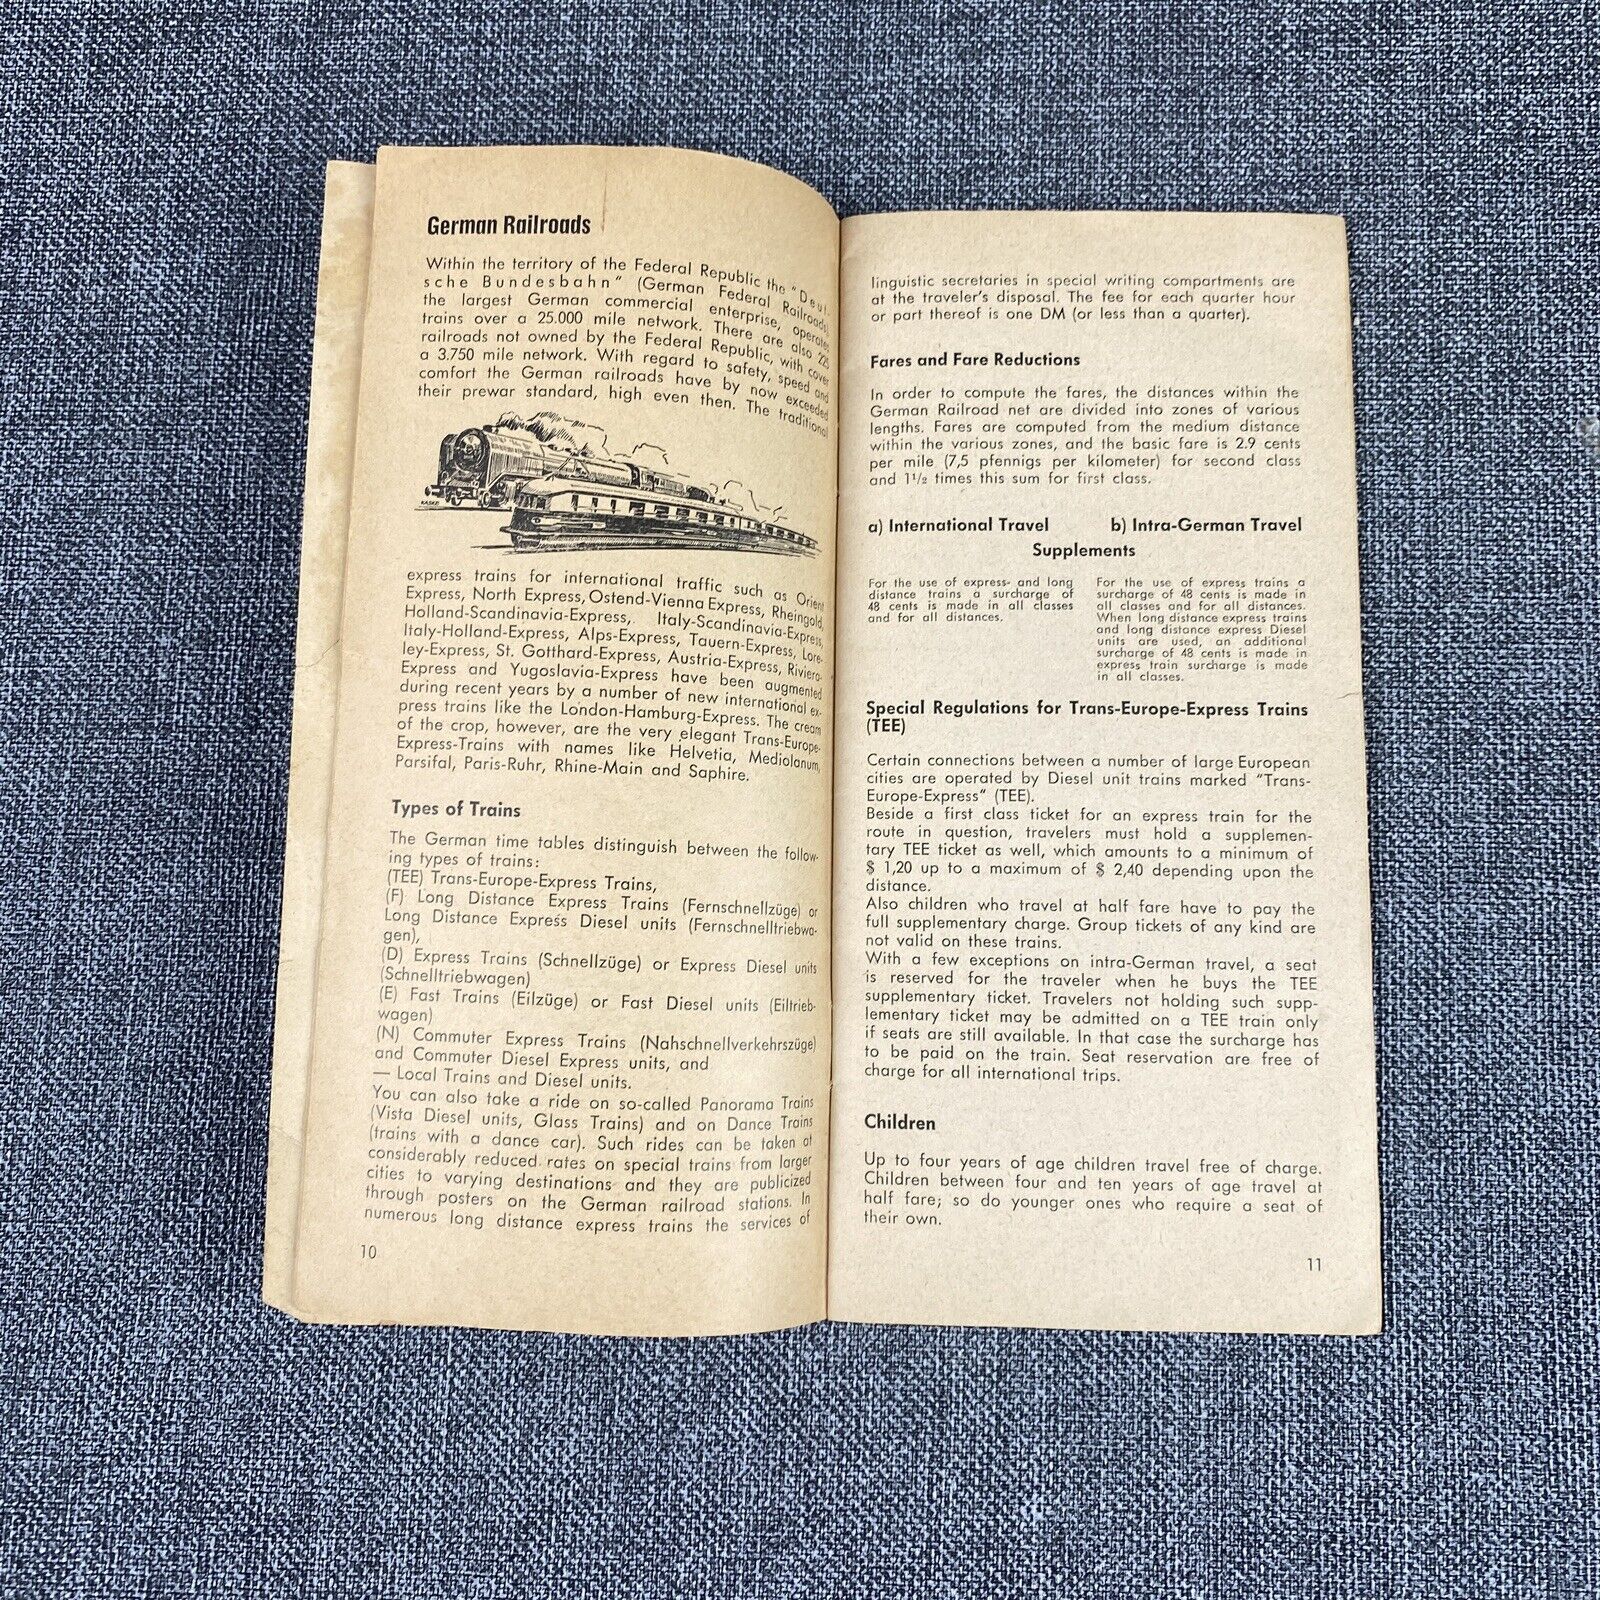 German Railroads
Within the territory of the Federal Republic the "Deut-
sche Bundesbahn" (German Federal Railroads),
the largest German commercial enterprise, operates
trains over a 25.000 mile network. There are also 225
railroads not owned by the Federal Republic, with cover
a 3.750 mile network. With regard to safety, speed and
comfort the German railroads have by now exceeded
their prewar standard, high even then. The traditional
KASKE
express trains for international traffic such as Orient
Express, North Express, Ostend-Vienna Express, Rheingold,
Holland-Scandinavia-Express, Italy-Scandinavia-Express,
Italy-Holland-Express, Alps-Express, Tauern-Express, Lore-
ley-Express, St. Gotthard-Express, Austria-Express, Riviera-
Express and Yugoslavia-Express have been augmented
during recent years by a number of new international ex-
press trains like the London-Hamburg-Express. The cream
of the crop, however, are the very elegant Trans-Europe-
Express-Trains with names like Helvetia, Mediolanum,
Parsifal, Paris-Ruhr, Rhine-Main and Saphire.
Types of Trains
The German time tables distinguish between the follow-
ing types of trains:
(TEE) Trans-Europe-Express Trains,
(F) Long Distance Express Trains (Fernschnellzüge) or
Long Distance Express Diesel units (Fernschnelltriebwa-
gen),
(D) Express Trains (Schnellzüge) or Express Diesel units
(Schnelltriebwagen)
(E) Fast Trains (Eilzüge) or Fast Diesel units (Eiltrieb-
wagen)
(N) Commuter Express Trains (Nahschnellverkehrszüge)
and Commuter Diesel Express units, and
— Local Trains and Diesel units.
You can also take a ride on so-called Panorama Trains
(Vista Diesel units, Glass Trains) and on Dance Trains
(trains with a dance car). Such rides can be taken at
considerably reduced rates on special trains from larger
cities to varying destinations and they are publicized
through posters on the German railroad stations. In
numerous long distance express trains the services of
10
linguistic secretaries in special writing compartments are
at the traveler's disposal. The fee for each quarter hour
or part thereof is one DM (or less than a quarter).
Fares and Fare Reductions
In order to compute the fares, the distances within the
German Railroad net are divided into zones of various
lengths. Fares are computed from the medium distance
within the various zones, and the basic fare is 2.9 cents
per mile (7,5 pfennigs per kilometer) for second class
and 1¹/₂ times this sum for first class.
a) International Travel b) Intra-German Travel
Supplements
For the use of express- and long
distance trains a surcharge of
48 cents is made in all classes
and for all distances.
For the use of express trains a
surcharge of 48 cents is made in
all classes and for all distances.
When long distance express trains
and long distance express Diesel
units are used, an additional
surcharge of 48 cents is made in
express train surcharge is made
in all classes.
Special Regulations for Trans-Europe-Express Trains
(TEE)
Certain connections between a number of large European
cities are operated by Diesel unit trains marked "Trans-
Europe-Express" (TEE).
Beside a first class ticket for an express train for the
route in question, travelers must hold a supplemen-
tary TEE ticket as well, which amounts to a minimum of
$ 1,20 up to a maximum of $ 2,40 depending upon the
distance.
Also children who travel at half fare have to pay the
full supplementary charge. Group tickets of any kind are
not valid on these trains.
With a few exceptions on intra-German travel, a seat
is reserved for the traveler when he buys the TEE
supplementary ticket. Travelers not holding such supp-
lementary ticket may be admitted on a TEE train only
if seats are still available. In that case the surcharge has
to be paid on the train. Seat reservation are free of
charge for all international trips.
Children
Up to four years of age children travel free of charge.
Children between four and ten years of age travel at
half fare; so do younger ones who require a seat of
their own.
11